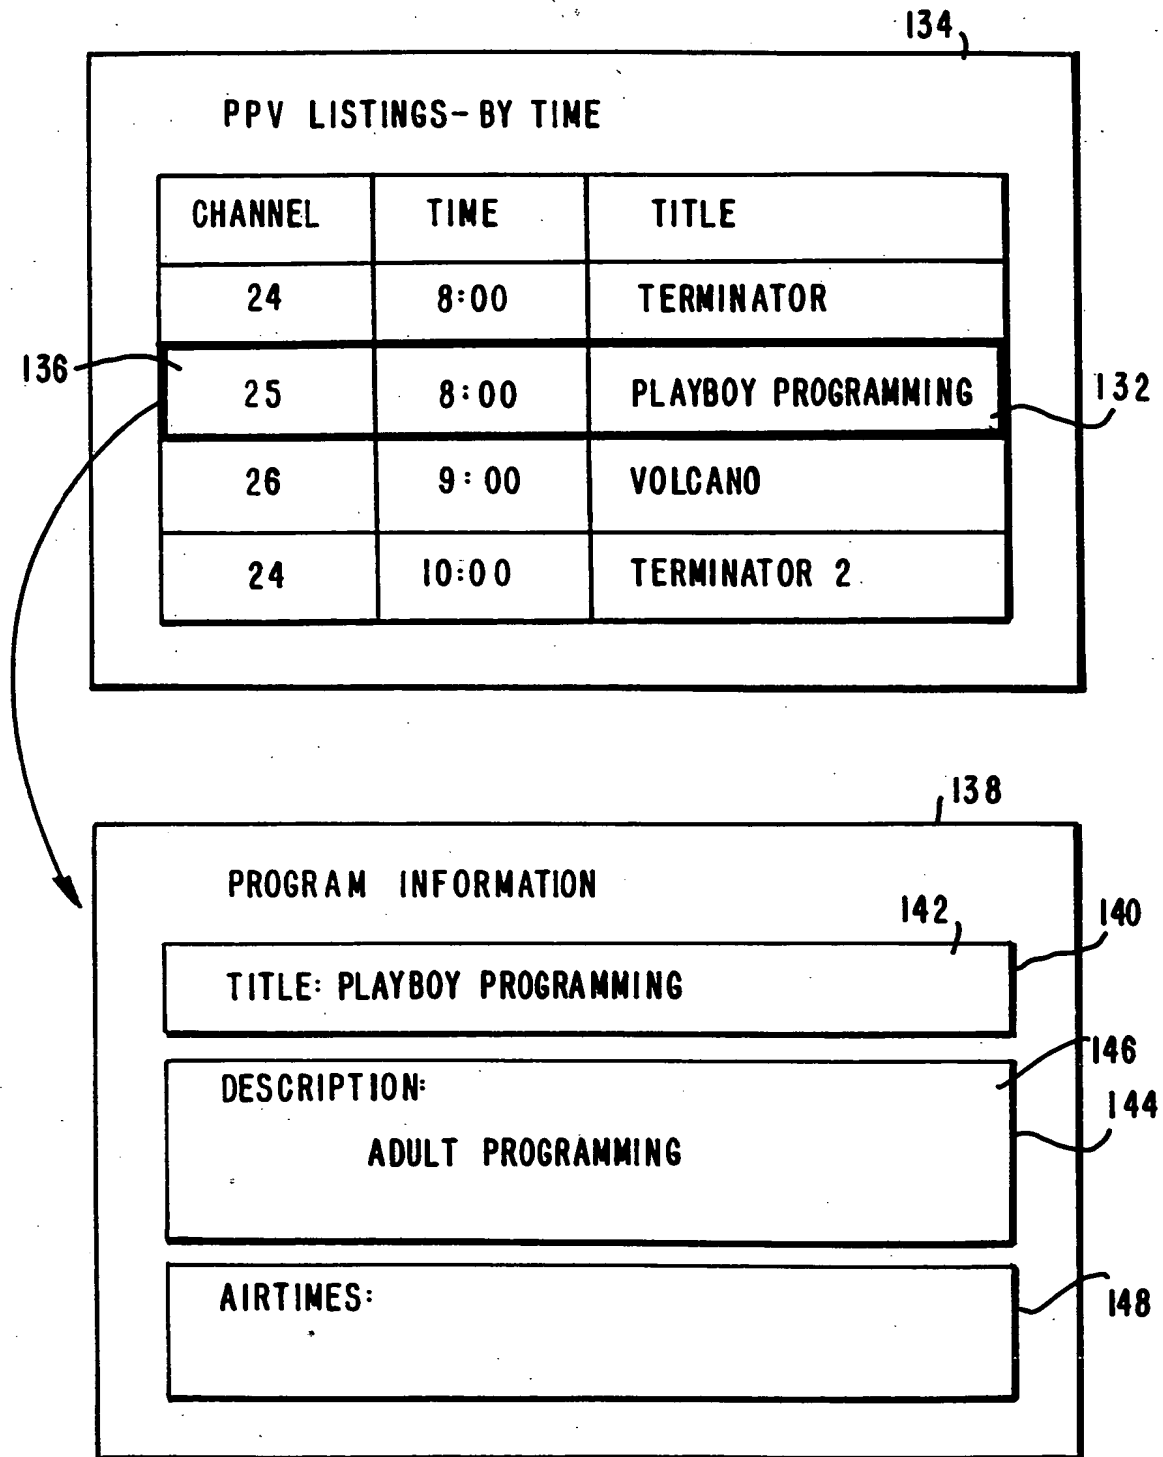 134
PPV LISTINGS-BY TIME
CHANNEL TIME TITLE
24 8:00 TERMINATOR
136
25 8:00 PLAYBOY PROGRAMMING
132
26 9:00 VOLCANO
24 10:00 TERMINATOR 2
138
PROGRAM INFORMATION
142
140
TITLE: PLAYBOY PROGRAMMING
146
DESCRIPTION:
144
ADULT PROGRAMMING
AIRTIMES:
148